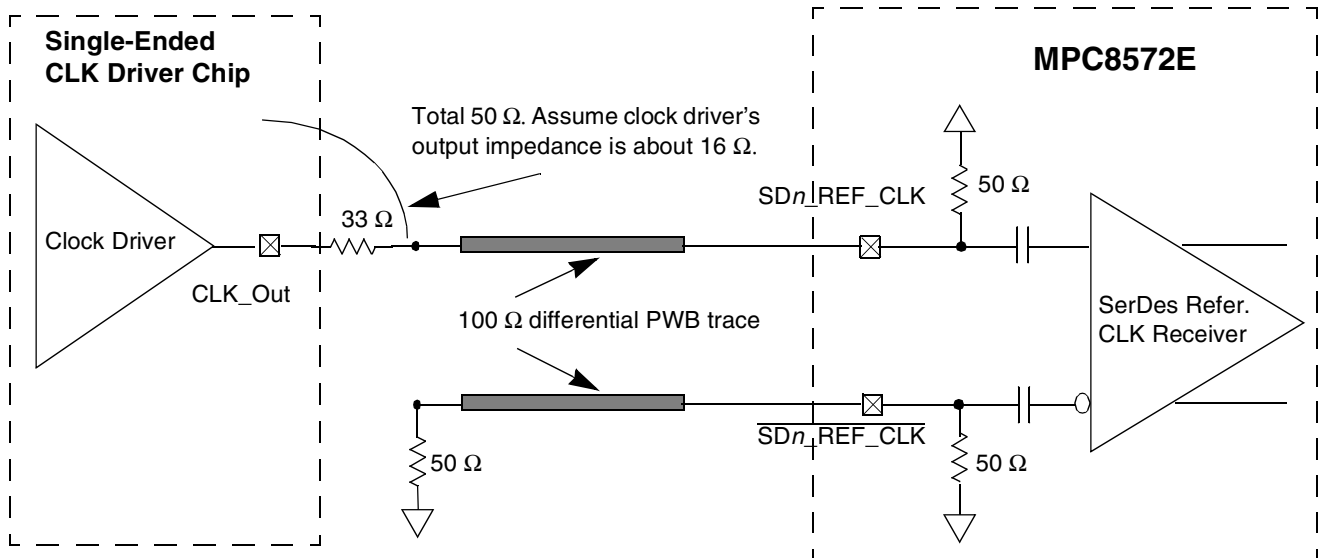 Single-Ended
CLK Driver Chip
MPC8572E
Total 50 Ω. Assume clock driver's
output impedance is about 16 Ω.
SDn_REF_CLK
50 Ω
33 Ω
Clock Driver
CLK_Out
100 Ω differential PWB trace
SerDes Refer.
CLK Receiver
SDn_REF_CLK
50 Ω
50 Ω